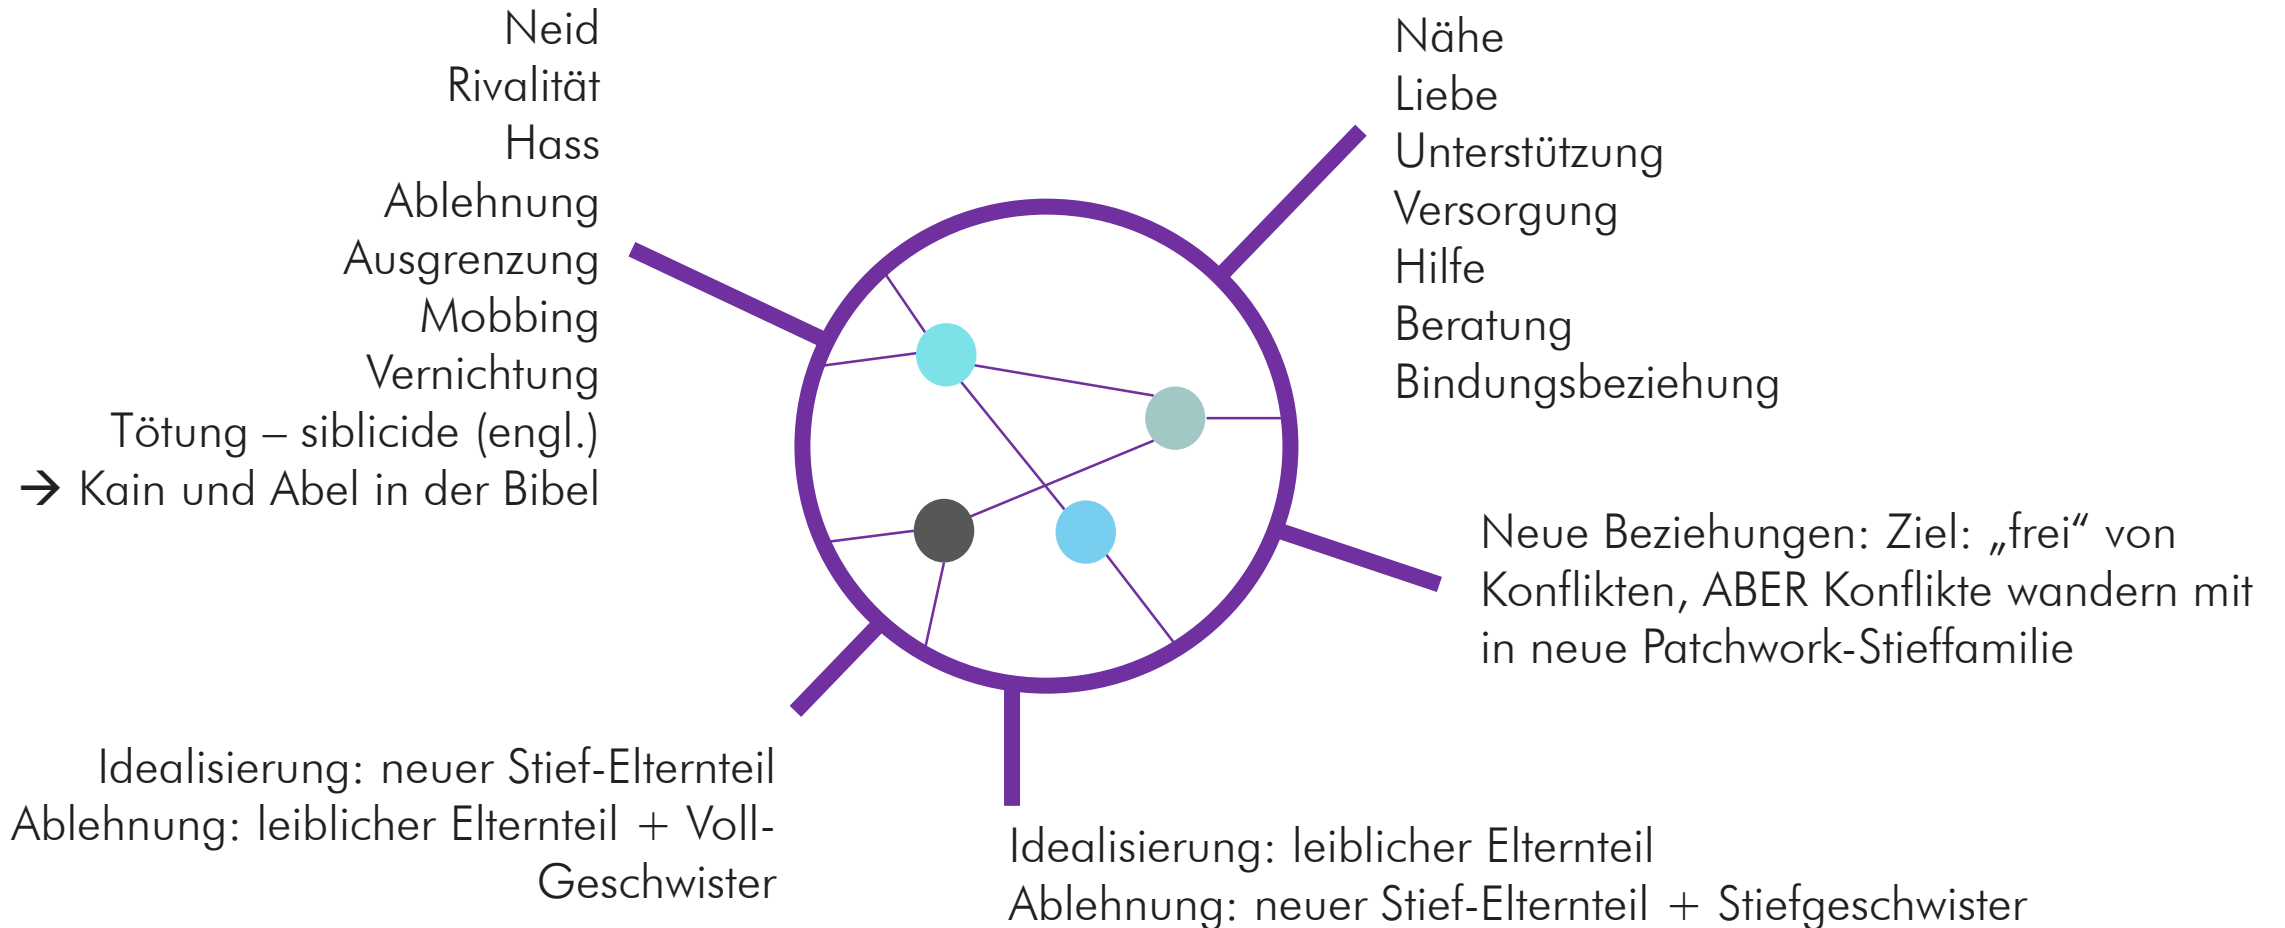 Neid
Rivalität
Hass
Ablehnung
Ausgrenzung
Mobbing
Vernichtung
Tötung – siblicide (engl.)
→ Kain und Abel in der Bibel
Nähe
Liebe
Unterstützung
Versorgung
Hilfe
Beratung
Bindungsbeziehung
Neue Beziehungen: Ziel: „frei“ von
Konflikten, ABER Konflikte wandern mit
in neue Patchwork-Stieffamilie
Idealisierung: neuer Stief-Elternteil
Ablehnung: leiblicher Elternteil + Voll-
Geschwister
Idealisierung: leiblicher Elternteil
Ablehnung: neuer Stief-Elternteil + Stiefgeschwister